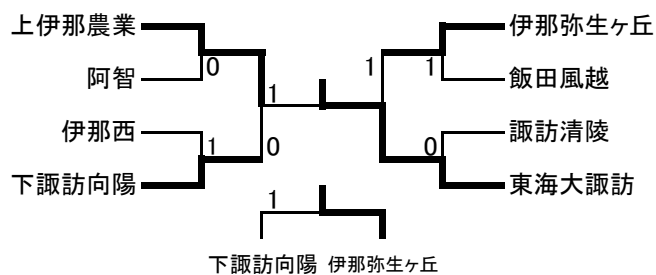 上伊那農業
伊那弥生ヶ丘
0
1
1
阿智
飯田風越
1
伊那西
諏訪清陵
1
0
0
下諏訪向陽
東海大諏訪
1
下諏訪向陽 伊那弥生ヶ丘